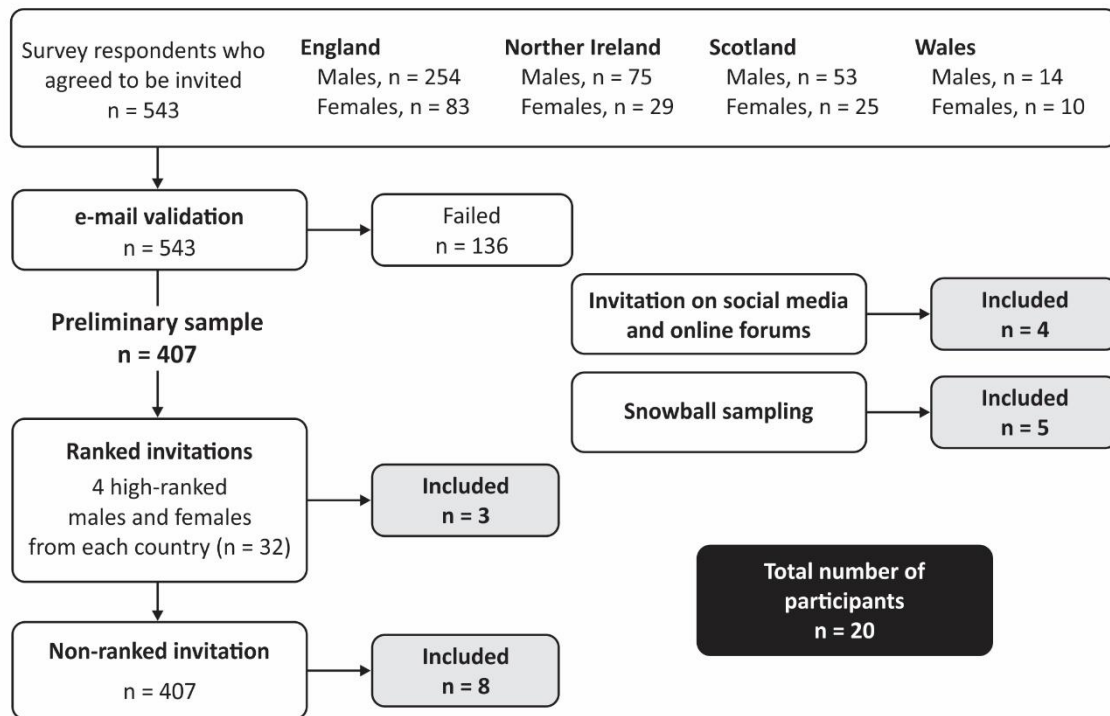 Survey respondents who
agreed to be invited
n = 543
England
Males, n = 254
Females, n = 83
Norther Ireland
Males, n = 75
Females, n = 29
Scotland
Males, n = 53
Females, n = 25
Wales
Males, n = 14
Females, n = 10
e-mail validation
n = 543
Failed
n = 136
Preliminary sample
n = 407
Invitation on social media
and online forums
Included
n = 4
Snowball sampling
Included
n = 5
Ranked invitations
4 high-ranked
males and females
from each country (n = 32)
Included
n = 3
Total number of
participants
n = 20
Non-ranked invitation
n = 407
Included
n = 8